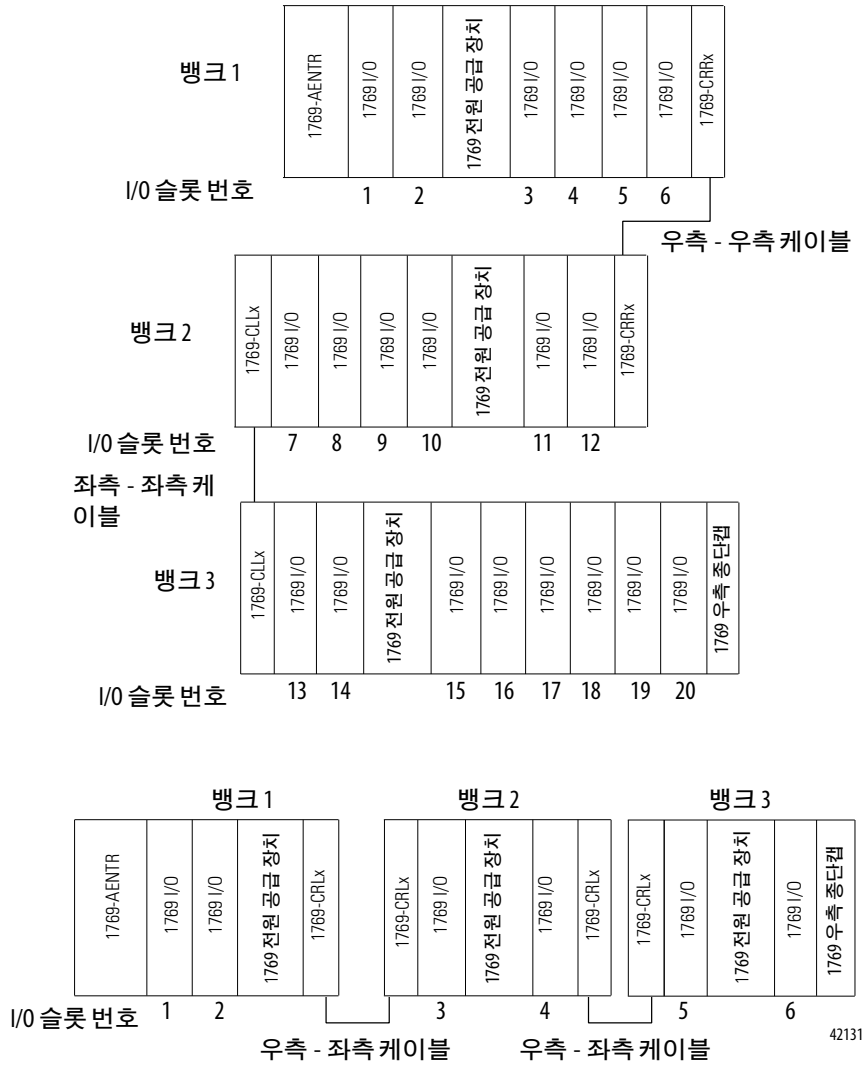 뱅크 1
1769-AENTR
1769 I/O
1769 I/O
1769 전원 공급 장치
1769 I/O
1769 I/O
1769 I/O
1769 I/O
1769-CRRx
I/0 슬롯 번호
1 2 3 4 5 6
우측 - 우측 케이블
뱅크 2
1769-CLLx
1769 I/O
1769 I/O
1769 I/O
1769 I/O
1769 전원 공급 장치
1769 I/O
1769 I/O
1769-CRRx
I/0 슬롯 번호
7 8 9 10 11 12
좌측 - 좌측 케
이블
뱅크 3
1769-CLLx
1769 I/O
1769 I/O
1769 전원 공급 장치
1769 I/O
1769 I/O
1769 I/O
1769 I/O
1769 I/O
1769 I/O
1769 우측 종단캡
I/0 슬롯 번호
13 14 15 16 17 18 19 20
뱅크 1
뱅크 2
뱅크 3
1769-AENTR
1769 I/O
1769 I/O
1769 전원 공급 장치
1769-CRLx
1769-CRLx
1769 I/O
1769 전원 공급 장치
1769 I/O
1769-CRLx
1769-CRLx
1769 I/O
1769 전원 공급 장치
1769 I/O
1769 우측 종단캡
I/0 슬롯 번호
1 2 3 4 5 6
우측 - 좌측 케이블
우측 - 좌측 케이블
42131